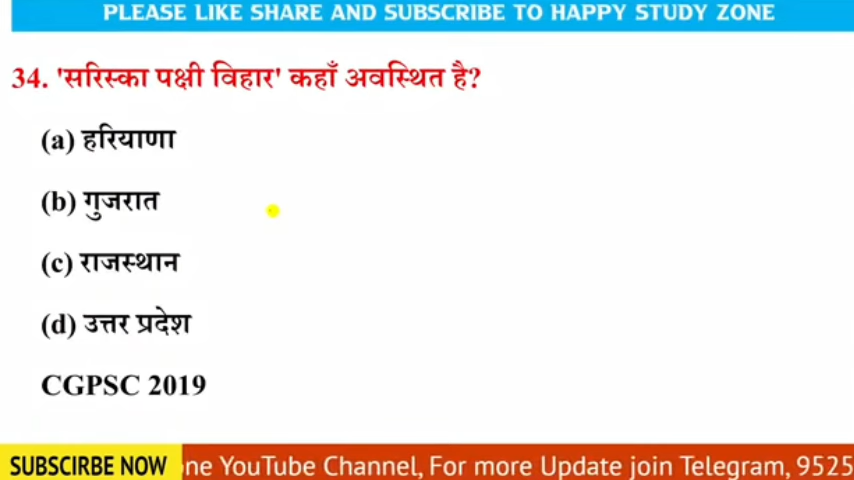 PLEASE LIKE SHARE AND SUBSCRIBE TO HAPPY STUDY ZONE
34. 'सरिस्का पक्षी विहार' कहाँ अवस्थित है?
(a) हरियाणा
(b) गुजरात
(c) राजस्थान
(d) उत्तर प्रदेश
CGPSC 2019
SUBSCIRBE NOW ne YouTube Channel, For more Update join Telegram, 9525